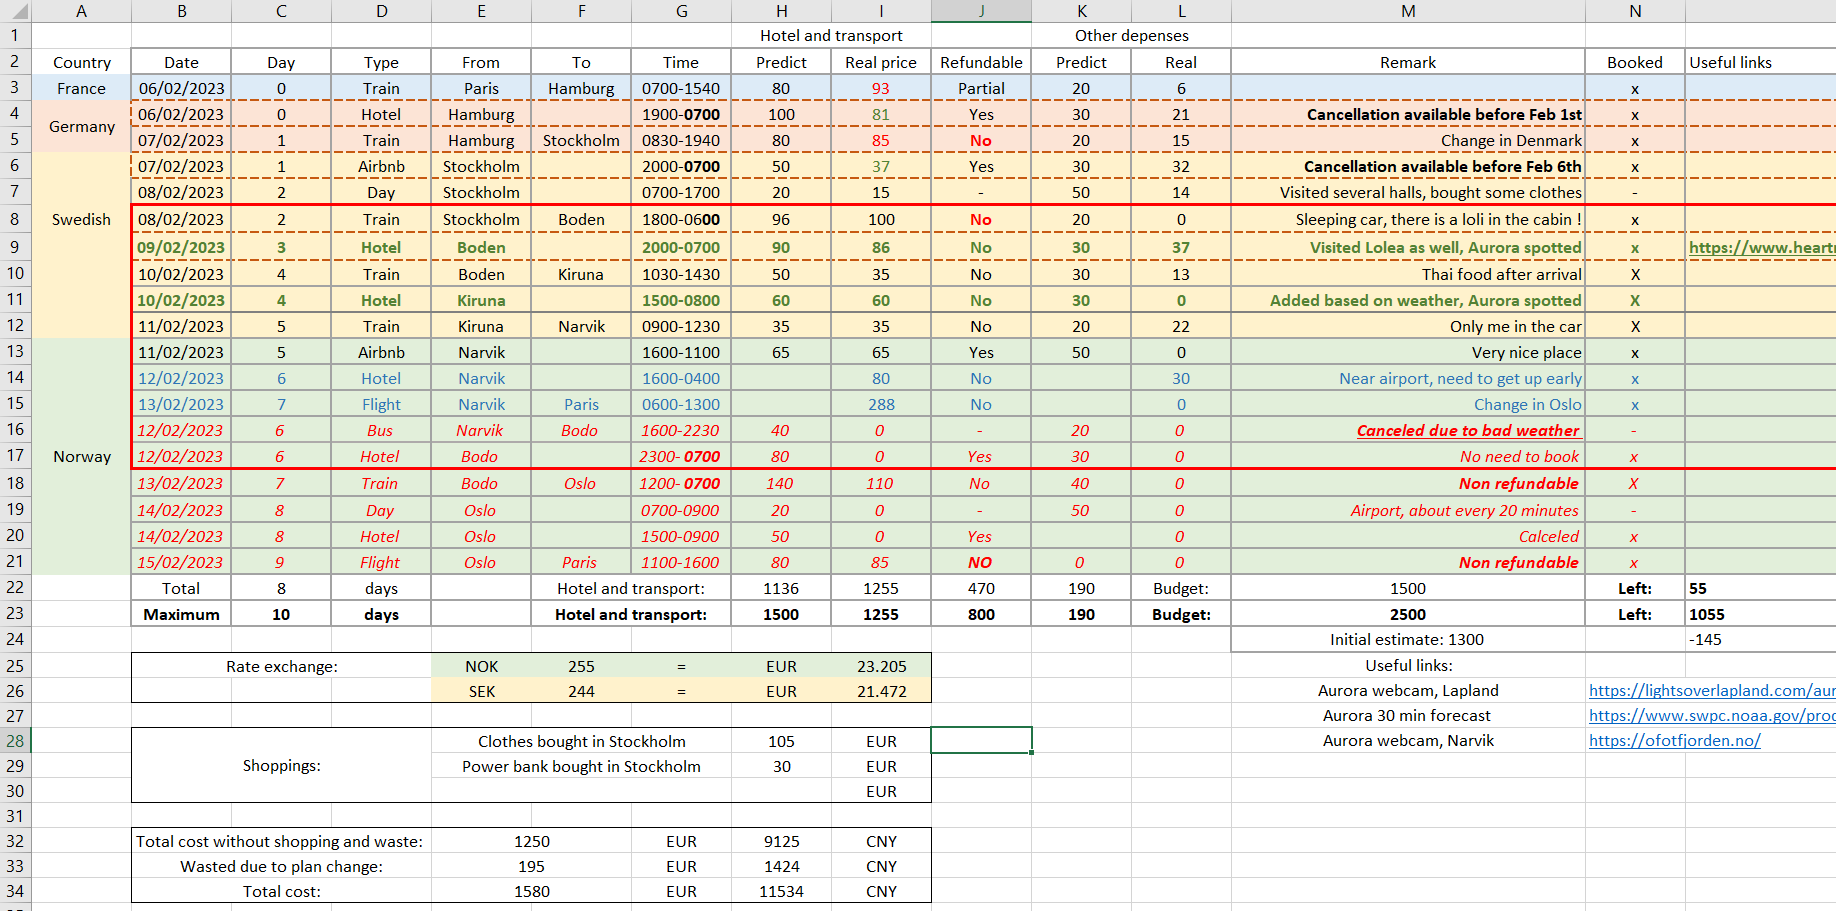 A B C D E F G H I J K L M N
1 Hotel and transport Other depenses
2 Country Date Day Type From To Time Predict Real price Refundable Predict Real Remark Booked Useful links
3 France 06/02/2023 0 Train Paris Hamburg 0700-1540 80 93 Partial 20 6 x
4 06/02/2023 0 Hotel Hamburg 1900-0700 100 81 Yes 30 21 Cancellation available before Feb 1st x
Germany
5 07/02/2023 1 Train Hamburg Stockholm 0830-1940 80 85 No 20 15 Change in Denmark x
6 07/02/2023 1 Airbnb Stockholm 2000-0700 50 37 Yes 30 32 Cancellation available before Feb 6th x
7 08/02/2023 2 Day Stockholm 0700-1700 20 15 - 50 14 Visited several halls, bought some clothes -
8 Swedish 08/02/2023 2 Train Stockholm Boden 1800-0600 96 100 No 20 0 Sleeping car, there is a loli in the cabin ! x
9 09/02/2023 3 Hotel Boden 2000-0700 90 86 No 30 37 Visited Lolea as well, Aurora spotted x https://www.heartr
10 10/02/2023 4 Train Boden Kiruna 1030-1430 50 35 No 30 13 Thai food after arrival X
11 10/02/2023 4 Hotel Kiruna 1500-0800 60 60 No 30 0 Added based on weather, Aurora spotted X
12 11/02/2023 5 Train Kiruna Narvik 0900-1230 35 35 No 20 22 Only me in the car X
13 11/02/2023 5 Airbnb Narvik 1600-1100 65 65 Yes 50 0 Very nice place x
14 12/02/2023 6 Hotel Narvik 1600-0400 80 No 30 Near airport, need to get up early x
15 13/02/2023 7 Flight Narvik Paris 0600-1300 288 No 0 Change in Oslo x
16 12/02/2023 6 Bus Narvik Bodo 1600-2230 40 0 - 20 0 Canceled due to bad weather -
17 Norway 12/02/2023 6 Hotel Bodo 2300- 0700 80 0 Yes 30 0 No need to book x
18 13/02/2023 7 Train Bodo Oslo 1200- 0700 140 110 No 40 0 Non refundable X
19 14/02/2023 8 Day Oslo 0700-0900 20 0 - 50 0 Airport, about every 20 minutes -
20 14/02/2023 8 Hotel Oslo 1500-0900 50 0 Yes 0 Calceled x
21 15/02/2023 9 Flight Oslo Paris 1100-1600 80 85 NO 0 0 Non refundable x
22 Total 8 days Hotel and transport: 1136 1255 470 190 Budget: 1500 Left: 55
23 Maximum 10 days Hotel and transport: 1500 1255 800 190 Budget: 2500 Left: 1055
24 Initial estimate: 1300 -145
25 Rate exchange: NOK 255 = EUR 23.205 Useful links:
26 SEK 244 = EUR 21.472 Aurora webcam, Lapland https://lightsoverlapland.com/aur
27 Aurora 30 min forecast https://www.swpc.noaa.gov/proc
28 Clothes bought in Stockholm 105 EUR Aurora webcam, Narvik https://ofotfjorden.no/
29 Shoppings: Power bank bought in Stockholm 30 EUR
30 EUR
31
32 Total cost without shopping and waste: 1250 EUR 9125 CNY
33 Wasted due to plan change: 195 EUR 1424 CNY
34 Total cost: 1580 EUR 11534 CNY